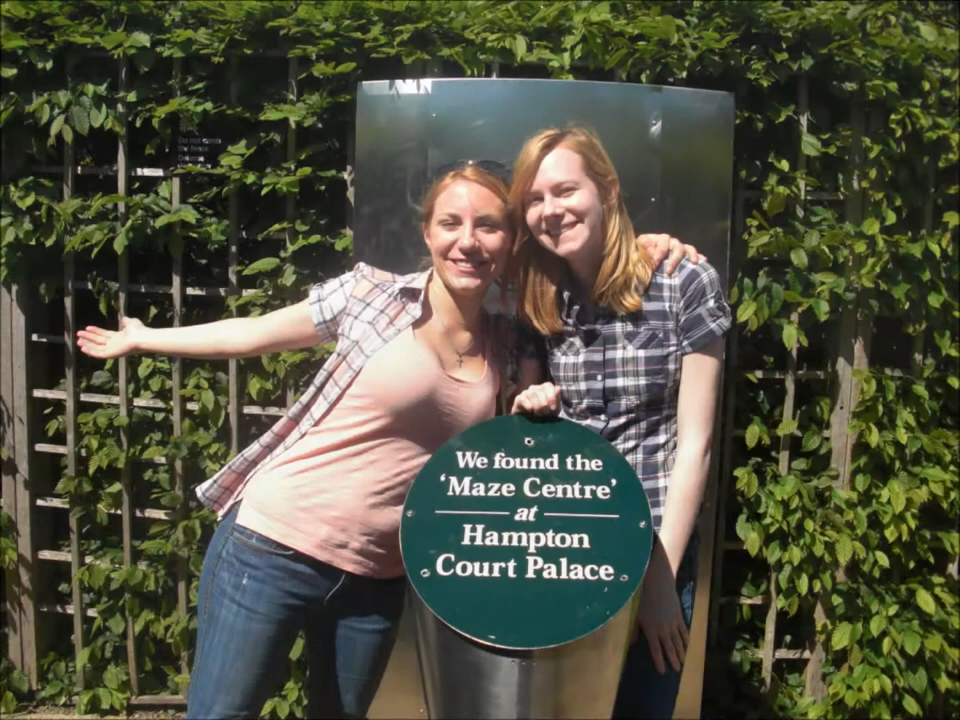 We found the
'Maze Centre'
at
Hampton
Court Palace